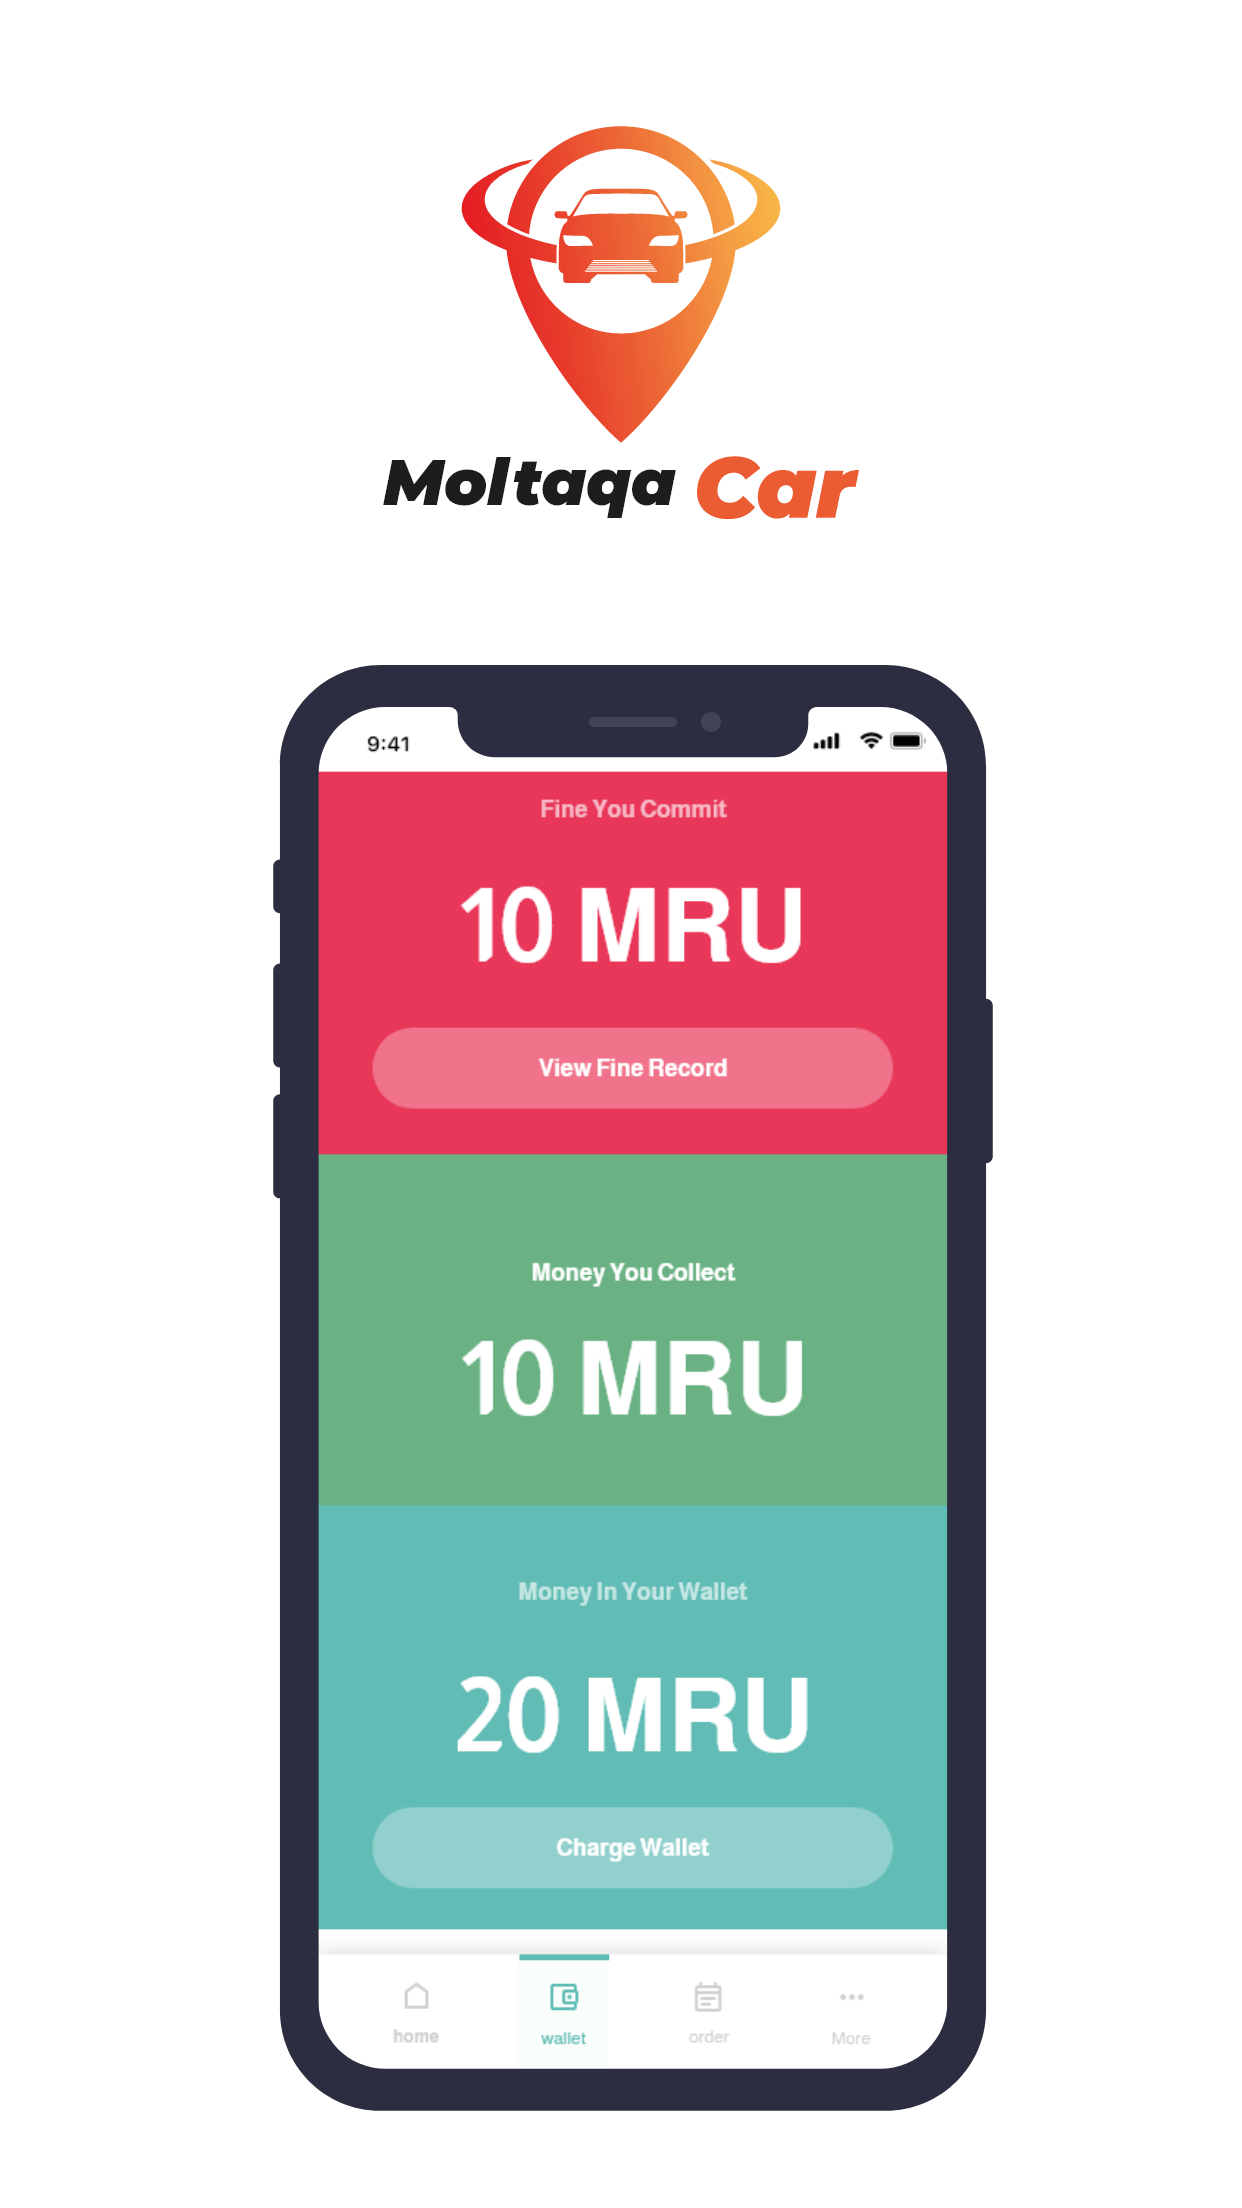 Moltaqa Car
9:41
Fine You Commit
10 MRU
View Fine Record
Money You Collect
10 MRU
Money In Your Wallet
20 MRU
Charge Wallet
home wallet order More